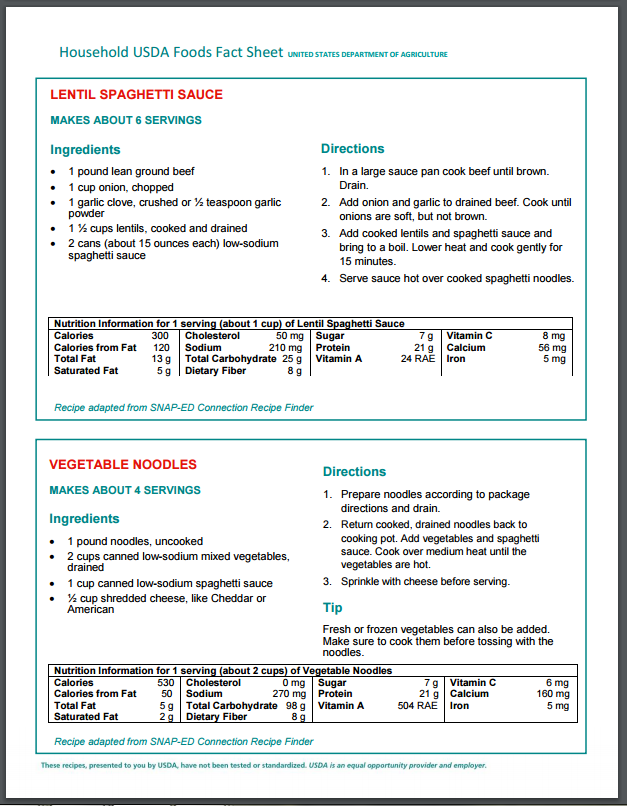 Household USDA Foods Fact Sheet UNITED STATES DEPARTMENT OF AGRICULTURE
LENTIL SPAGHETTI SAUCE
MAKES ABOUT 6 SERVINGS
Ingredients
• 1 pound lean ground beef
• 1 cup onion, chopped
• 1 garlic clove, crushed or ½ teaspoon garlic
powder
• 1 ½ cups lentils, cooked and drained
• 2 cans (about 15 ounces each) low-sodium
spaghetti sauce
Directions
1. In a large sauce pan cook beef until brown.
Drain.
2. Add onion and garlic to drained beef. Cook until
onions are soft, but not brown.
3. Add cooked lentils and spaghetti sauce and
bring to a boil. Lower heat and cook gently for
15 minutes.
4. Serve sauce hot over cooked spaghetti noodles.
Nutrition Information for 1 serving (about 1 cup) of Lentil Spaghetti Sauce
Calories 300 Cholesterol 50 mg Sugar 7 g Vitamin C 8 mg
Calories from Fat 120 Sodium 210 mg Protein 21 g Calcium 56 mg
Total Fat 13 g Total Carbohydrate 25 g Vitamin A 24 RAE Iron 5 mg
Saturated Fat 5 g Dietary Fiber 8 g
Recipe adapted from SNAP-ED Connection Recipe Finder
VEGETABLE NOODLES
MAKES ABOUT 4 SERVINGS
Ingredients
• 1 pound noodles, uncooked
• 2 cups canned low-sodium mixed vegetables,
drained
• 1 cup canned low-sodium spaghetti sauce
• ½ cup shredded cheese, like Cheddar or
American
Directions
1. Prepare noodles according to package
directions and drain.
2. Return cooked, drained noodles back to
cooking pot. Add vegetables and spaghetti
sauce. Cook over medium heat until the
vegetables are hot.
3. Sprinkle with cheese before serving.
Tip
Fresh or frozen vegetables can also be added.
Make sure to cook them before tossing with the
noodles.
Nutrition Information for 1 serving (about 2 cups) of Vegetable Noodles
Calories 530 Cholesterol 0 mg Sugar 7 g Vitamin C 6 mg
Calories from Fat 50 Sodium 270 mg Protein 21 g Calcium 160 mg
Total Fat 5 g Total Carbohydrate 98 g Vitamin A 504 RAE Iron 5 mg
Saturated Fat 2 g Dietary Fiber 8 g
Recipe adapted from SNAP-ED Connection Recipe Finder
These recipes, presented to you by USDA, have not been tested or standardized. USDA is an equal opportunity provider and employer.